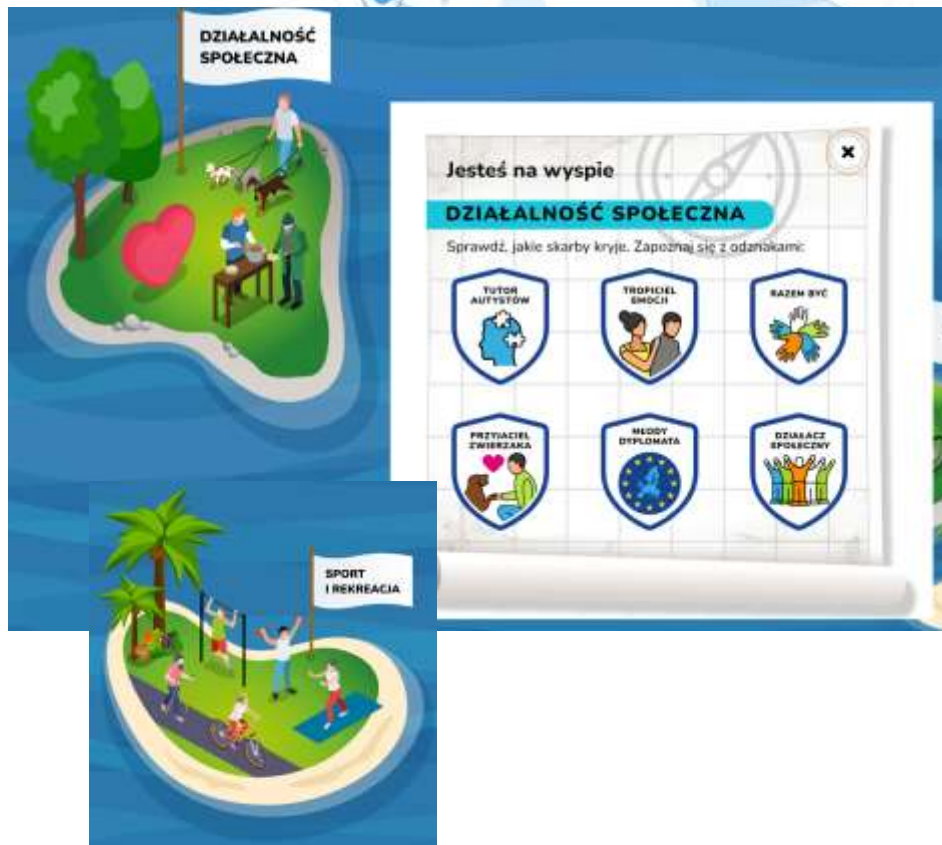 DZIAŁALNOŚĆ
SPOŁECZNA
Jesteś na wyspie
DZIAŁALNOŚĆ SPOŁECZNA
Sprawdź, jakie skarby kryje. Zapoznaj się z odznakami:
TUTOR
AUTYSTÓW
TROPICIEL
EMOCJI
RAZEM BYĆ
PRZYJACIEL
ZWIERZAKA
MŁODY
DYPLOMATA
DZIAŁACZ
SPOŁECZNY
SPORT
I REKREACJA